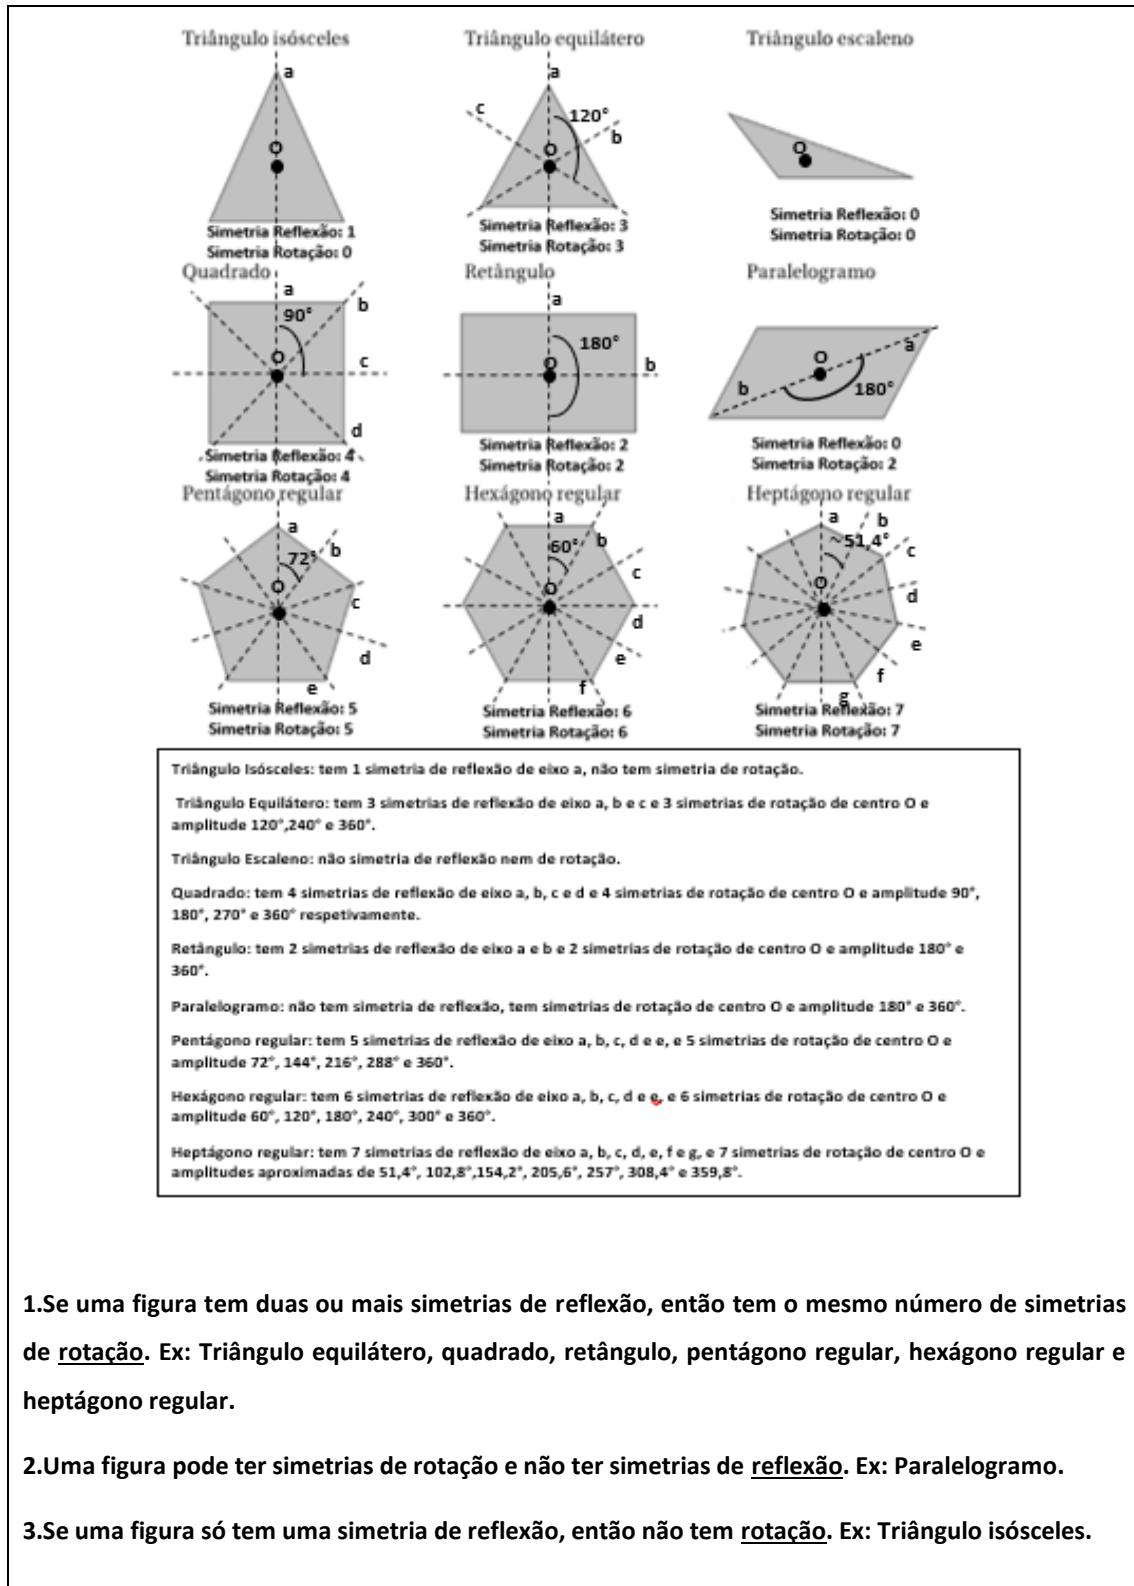 Triângulo isósceles Triângulo equilátero Triângulo escaleno
a
O
a
c
120°
b
O
O
Simetria Reflexão: 1
Simetria Rotação: 0
Simetria Reflexão: 3
Simetria Rotação: 3
Simetria Reflexão: 0
Simetria Rotação: 0
Quadrado Retângulo Paralelogramo
a
b
90°
O
c
d
a
180°
O
b
O
a
b
180°
Simetria Reflexão: 4
Simetria Rotação: 4
Simetria Reflexão: 2
Simetria Rotação: 2
Simetria Reflexão: 0
Simetria Rotação: 2
Pentágono regular Hexágono regular Heptágono regular
a
72°
b
O
c
d
e
a
60°
b
c
O
d
e
f
a
b
~51,4°
c
O
d
e
f
g
Simetria Reflexão: 5
Simetria Rotação: 5
Simetria Reflexão: 6
Simetria Rotação: 6
Simetria Reflexão: 7
Simetria Rotação: 7
Triângulo Isósceles: tem 1 simetria de reflexão de eixo a, não tem simetria de rotação.
Triângulo Equilátero: tem 3 simetrias de reflexão de eixo a, b e c e 3 simetrias de rotação de centro O e
amplitude 120°,240° e 360°.
Triângulo Escaleno: não simetria de reflexão nem de rotação.
Quadrado: tem 4 simetrias de reflexão de eixo a, b, c e d e 4 simetrias de rotação de centro O e amplitude 90°,
180°, 270° e 360° respetivamente.
Retângulo: tem 2 simetrias de reflexão de eixo a e b e 2 simetrias de rotação de centro O e amplitude 180° e
360°.
Paralelogramo: não tem simetria de reflexão, tem simetrias de rotação de centro O e amplitude 180° e 360°.
Pentágono regular: tem 5 simetrias de reflexão de eixo a, b, c, d e e, e 5 simetrias de rotação de centro O e
amplitude 72°, 144°, 216°, 288° e 360°.
Hexágono regular: tem 6 simetrias de reflexão de eixo a, b, c, d e e, e 6 simetrias de rotação de centro O e
amplitude 60°, 120°, 180°, 240°, 300° e 360°.
Heptágono regular: tem 7 simetrias de reflexão de eixo a, b, c, d, e, f e g, e 7 simetrias de rotação de centro O e
amplitudes aproximadas de 51,4°, 102,8°,154,2°, 205,6°, 257°, 308,4° e 359,8°.
1.Se uma figura tem duas ou mais simetrias de reflexão, então tem o mesmo número de simetrias
de rotação. Ex: Triângulo equilátero, quadrado, retângulo, pentágono regular, hexágono regular e
heptágono regular.
2.Uma figura pode ter simetrias de rotação e não ter simetrias de reflexão. Ex: Paralelogramo.
3.Se uma figura só tem uma simetria de reflexão, então não tem rotação. Ex: Triângulo isósceles.